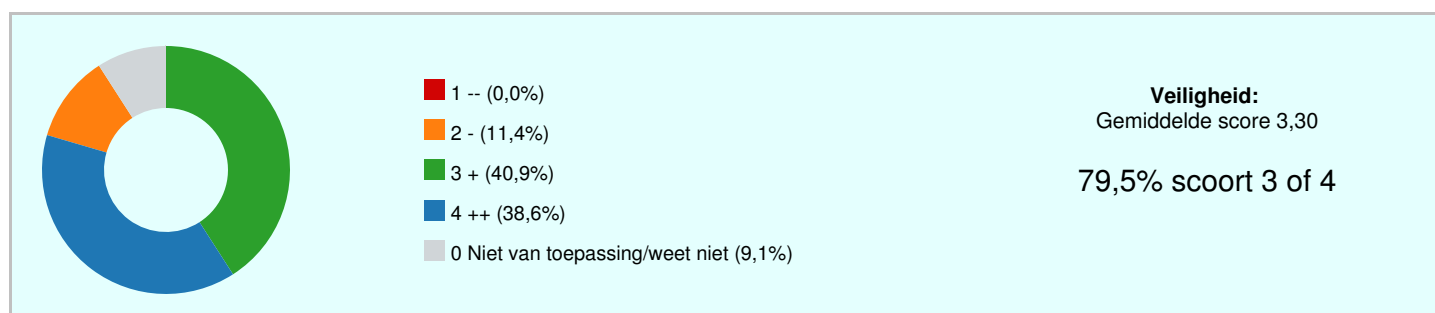 1 -- (0,0%)
2 - (11,4%)
3 + (40,9%)
4 ++ (38,6%)
0 Niet van toepassing/weet niet (9,1%)
Veiligheid:
Gemiddelde score 3,30
79,5% scoort 3 of 4